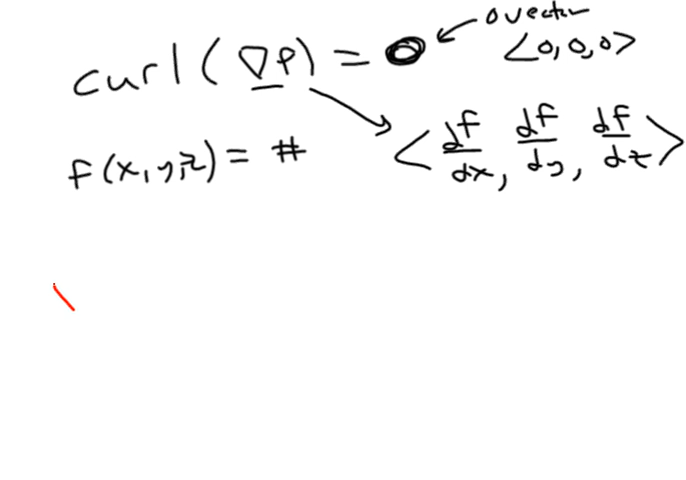 curl(∇f) = 0 ← 0 vector <0,0,0>
f(x,y,z) = # <df/dx, df/dy, df/dz>